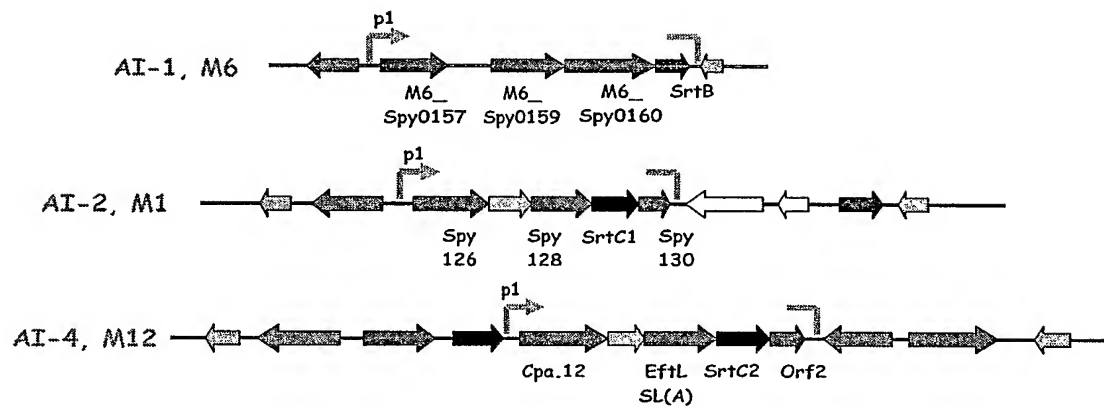 p1
AI-1, M6
M6_ M6_ M6_ SrtB
Spy0157 Spy0159 Spy0160
p1
AI-2, M1
Spy Spy SrtC1 Spy
126 128 130
p1
AI-4, M12
Cpa.12 EftL SrtC2 Orf2
SL(A)